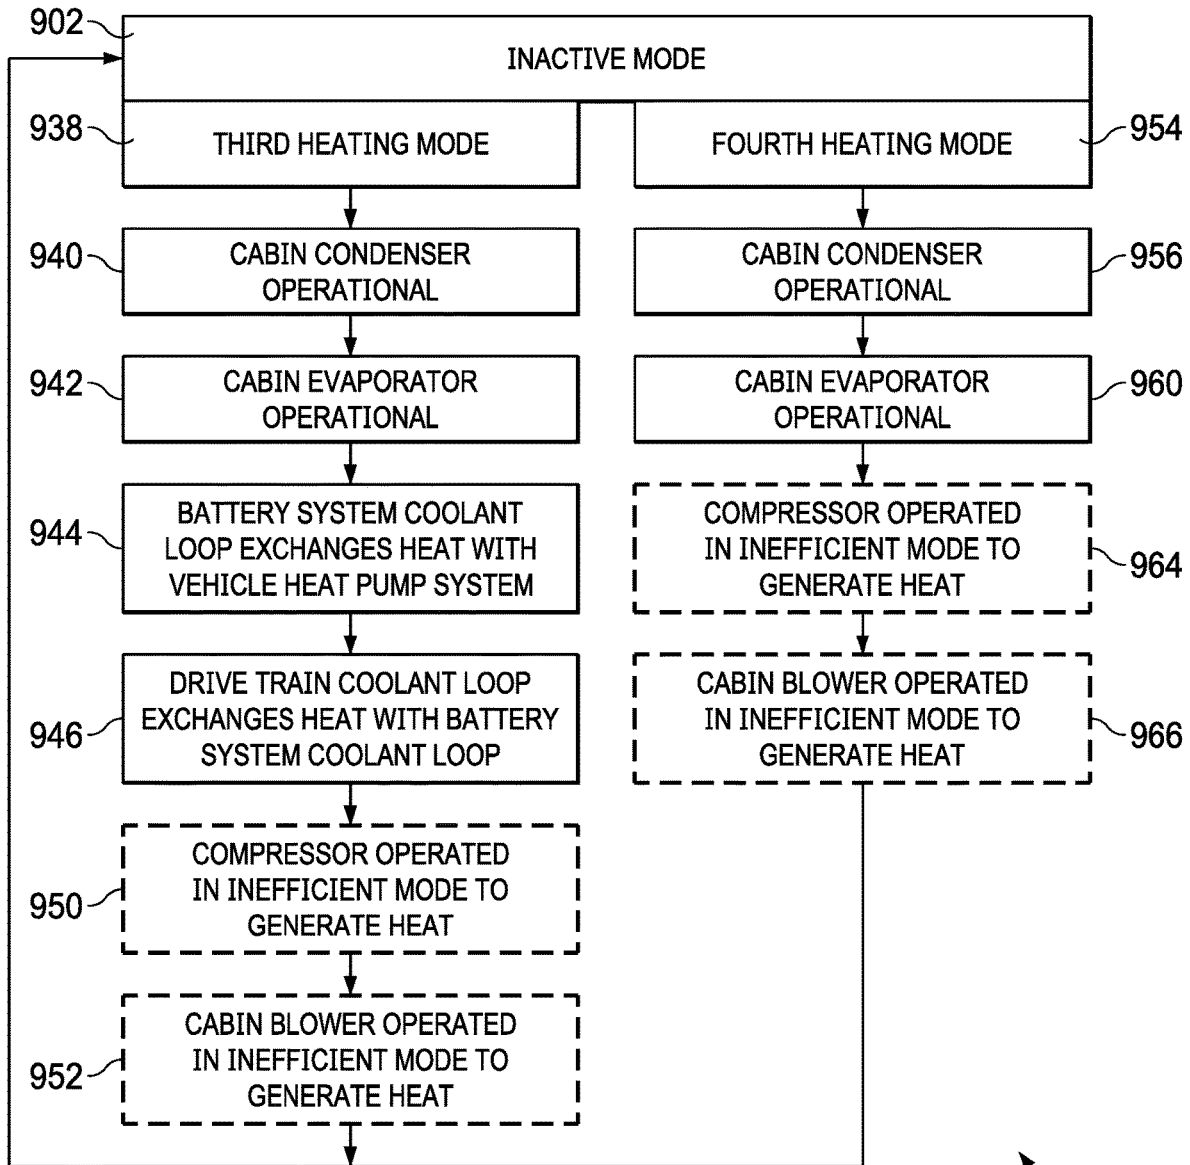 902
INACTIVE MODE
938
THIRD HEATING MODE
FOURTH HEATING MODE
954
940
CABIN CONDENSER
OPERATIONAL
CABIN CONDENSER
OPERATIONAL
956
942
CABIN EVAPORATOR
OPERATIONAL
CABIN EVAPORATOR
OPERATIONAL
960
944
BATTERY SYSTEM COOLANT
LOOP EXCHANGES HEAT WITH
VEHICLE HEAT PUMP SYSTEM
COMPRESSOR OPERATED
IN INEFFICIENT MODE TO
GENERATE HEAT
964
946
DRIVE TRAIN COOLANT LOOP
EXCHANGES HEAT WITH BATTERY
SYSTEM COOLANT LOOP
CABIN BLOWER OPERATED
IN INEFFICIENT MODE TO
GENERATE HEAT
966
950
COMPRESSOR OPERATED
IN INEFFICIENT MODE TO
GENERATE HEAT
952
CABIN BLOWER OPERATED
IN INEFFICIENT MODE TO
GENERATE HEAT